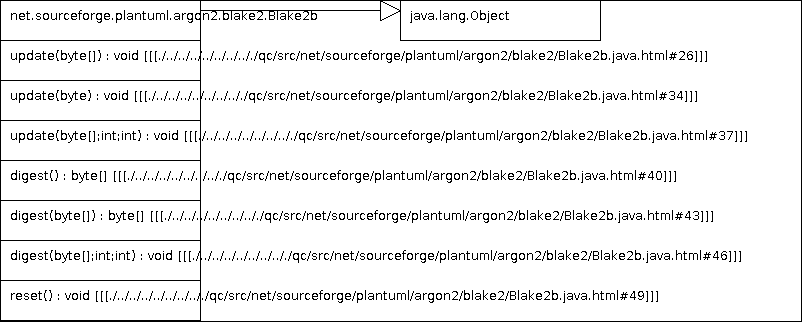 net.sourceforge.plantuml.argon2.blake2.Blake2b
java.lang.Object
update(byte[]) : void [[[./../../../../../../../../qc/src/net/sourceforge/plantuml/argon2/blake2/Blake2b.java.html#26]]]
update(byte) : void [[[./../../../../../../../../qc/src/net/sourceforge/plantuml/argon2/blake2/Blake2b.java.html#34]]]
update(byte[];int;int) : void [[[./../../../../../../../../qc/src/net/sourceforge/plantuml/argon2/blake2/Blake2b.java.html#37]]]
digest() : byte[] [[[./../../../../../../../../qc/src/net/sourceforge/plantuml/argon2/blake2/Blake2b.java.html#40]]]
digest(byte[]) : byte[] [[[./../../../../../../../../qc/src/net/sourceforge/plantuml/argon2/blake2/Blake2b.java.html#43]]]
digest(byte[];int;int) : void [[[./../../../../../../../../qc/src/net/sourceforge/plantuml/argon2/blake2/Blake2b.java.html#46]]]
reset() : void [[[./../../../../../../../../qc/src/net/sourceforge/plantuml/argon2/blake2/Blake2b.java.html#49]]]